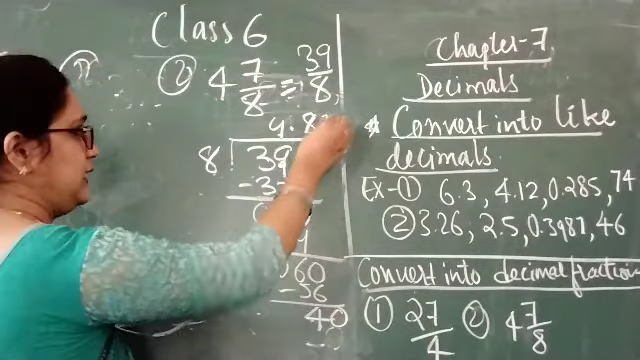 Class 6
② 4 7/8 = 39/8
4.8
8 39
-3
60
-56
40
Chapter-7
Decimals
* Convert into like
decimals.
Ex-① 6.3, 4.12, 0.285, 74
② 3.26, 2.5, 0.3987, 46
Convert into decimal fraction
① 27/4 ② 4 7/8